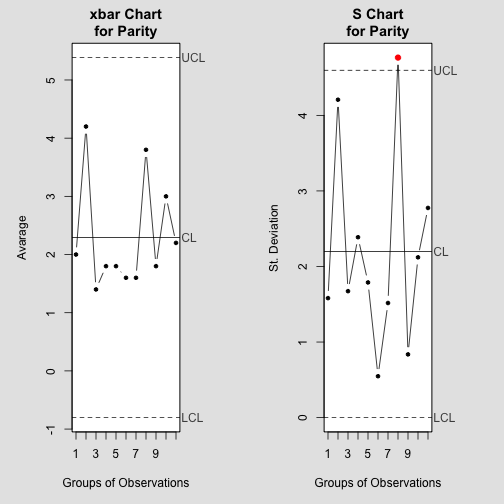 xbar Chart
for Parity
Avarage
5
4
3
2
1
0
-1
UCL
CL
LCL
1 3 5 7 9
Groups of Observations
S Chart
for Parity
St. Deviation
4
3
2
1
0
UCL
CL
LCL
1 3 5 7 9
Groups of Observations